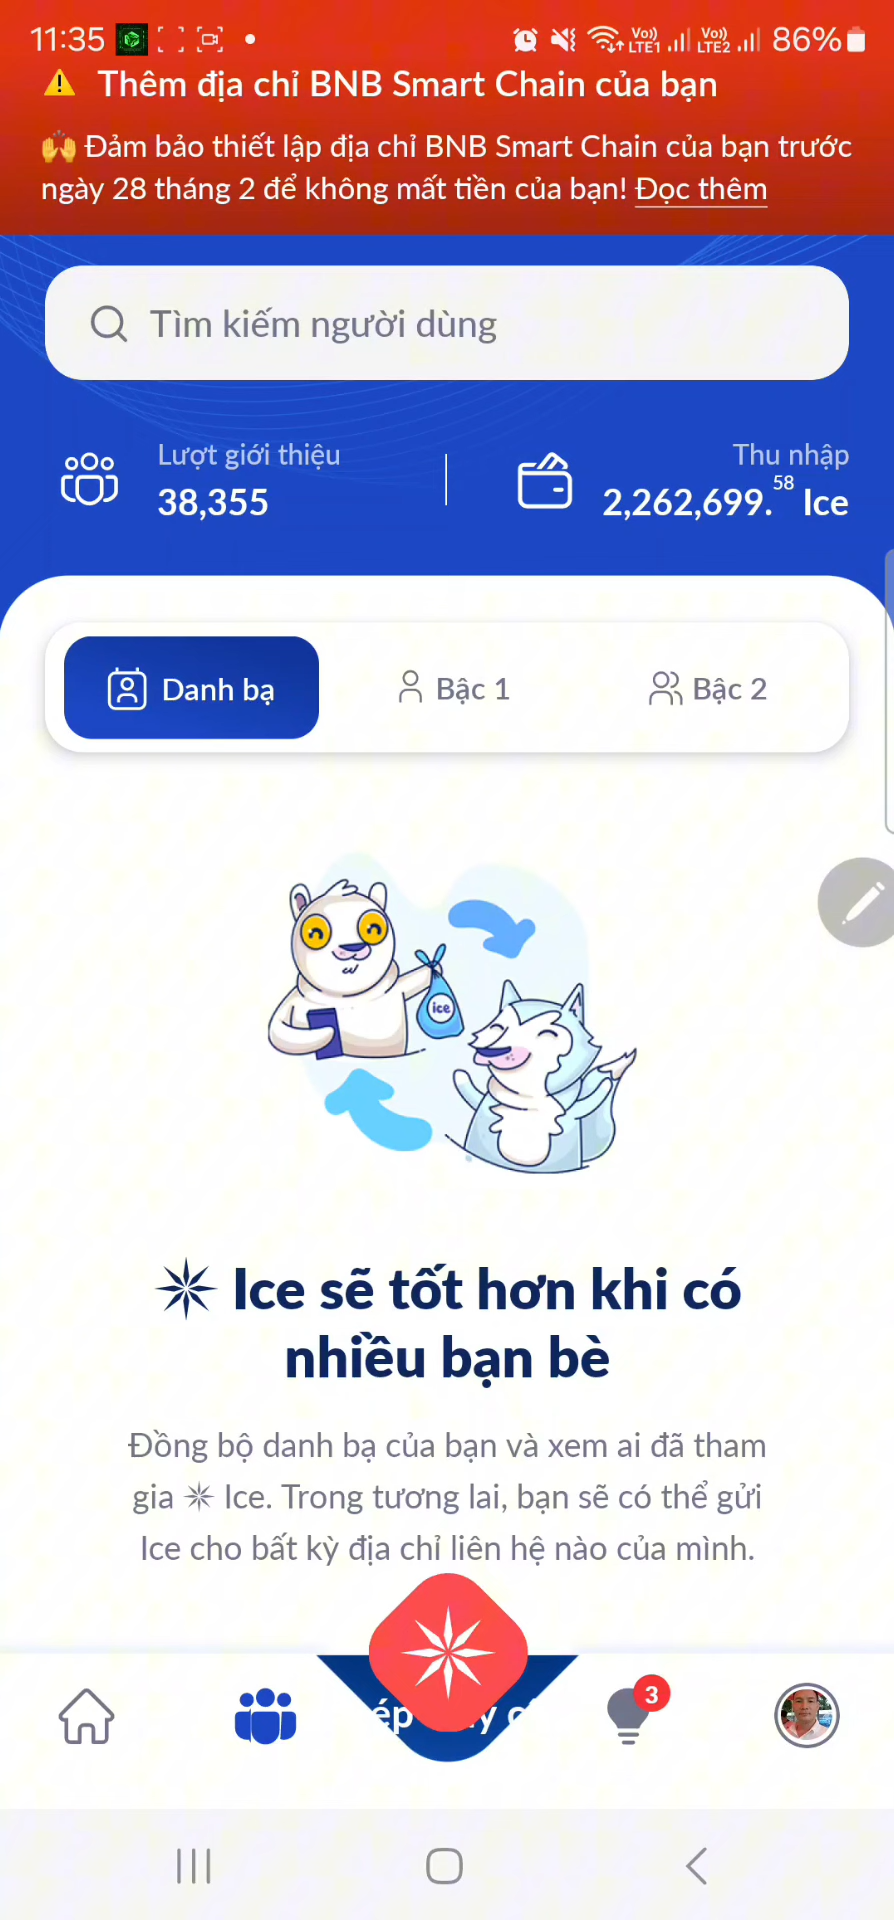 11:35
Vo)) LTE1
Vo)) LTE2
86%
Thêm địa chỉ BNB Smart Chain của bạn
Đảm bảo thiết lập địa chỉ BNB Smart Chain của bạn trước
ngày 28 tháng 2 để không mất tiền của bạn! Đọc thêm
Tìm kiếm người dùng
Lượt giới thiệu
38,355
Thu nhập
2,262,699.58 Ice
Danh bạ
Bậc 1
Bậc 2
ice
Ice sẽ tốt hơn khi có
nhiều bạn bè
Đồng bộ danh bạ của bạn và xem ai đã tham
gia Ice. Trong tương lai, bạn sẽ có thể gửi
Ice cho bất kỳ địa chỉ liên hệ nào của mình.
3